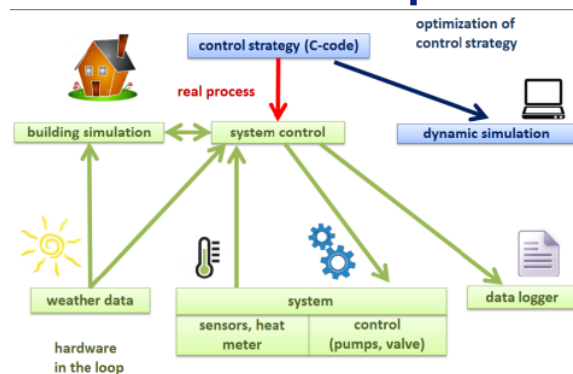 control strategy (C-code)
optimization of
control strategy
real process
building simulation
system control
dynamic simulation
weather data
system
data logger
sensors, heat
meter
control
(pumps, valve)
hardware
in the loop